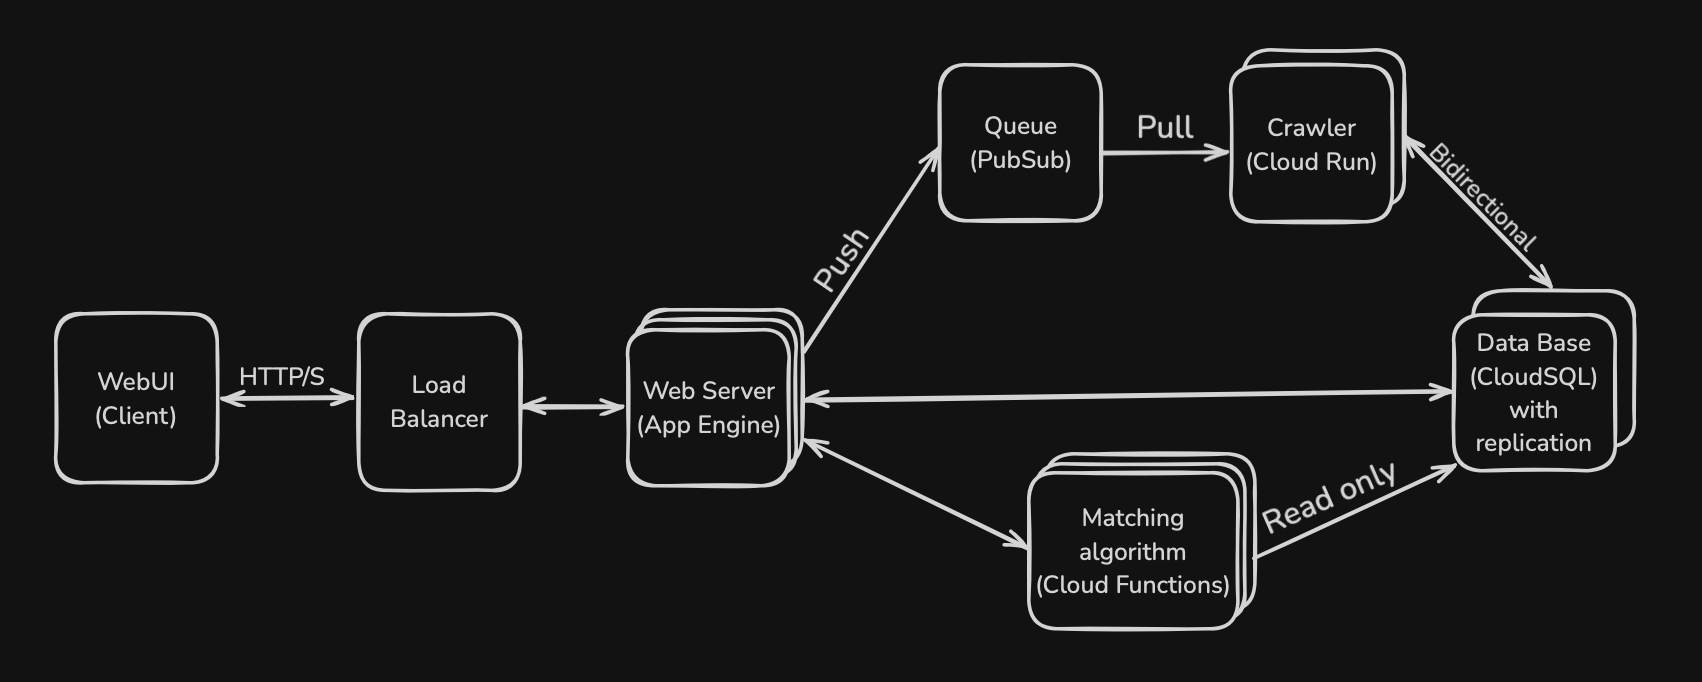 Queue
(PubSub)
Pull
Crawler
(Cloud Run)
Bidirectional
Push
WebUI
(Client)
HTTP/S
Load
Balancer
Web Server
(App Engine)
Data Base
(CloudSQL)
with
replication
Matching
algorithm
(Cloud Functions)
Read only